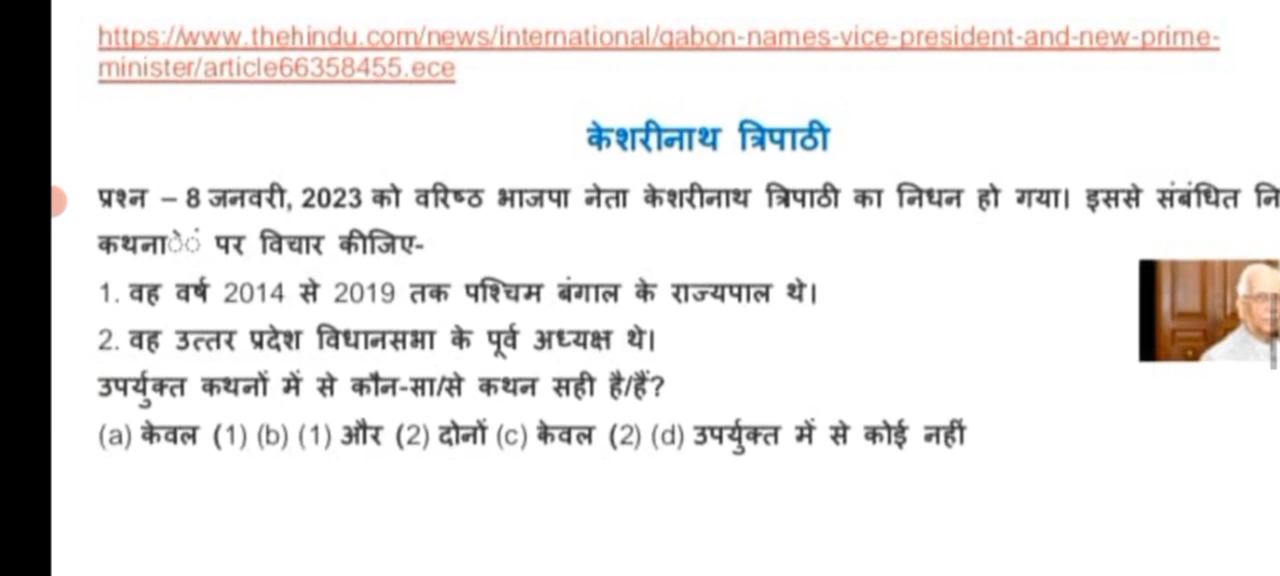 https://www.thehindu.com/news/international/gabon-names-vice-president-and-new-prime-
minister/article66358455.ece
केशरीनाथ त्रिपाठी
प्रश्न – 8 जनवरी, 2023 को वरिष्ठ भाजपा नेता केशरीनाथ त्रिपाठी का निधन हो गया। इससे संबंधित
कथनाेें पर विचार कीजिए-
1. वह वर्ष 2014 से 2019 तक पश्चिम बंगाल के राज्यपाल थे।
2. वह उत्तर प्रदेश विधानसभा के पूर्व अध्यक्ष थे।
उपर्युक्त कथनों में से कौन-सा/से कथन सही है/हैं?
(a) केवल (1) (b) (1) और (2) दोनों (c) केवल (2) (d) उपर्युक्त में से कोई नहीं